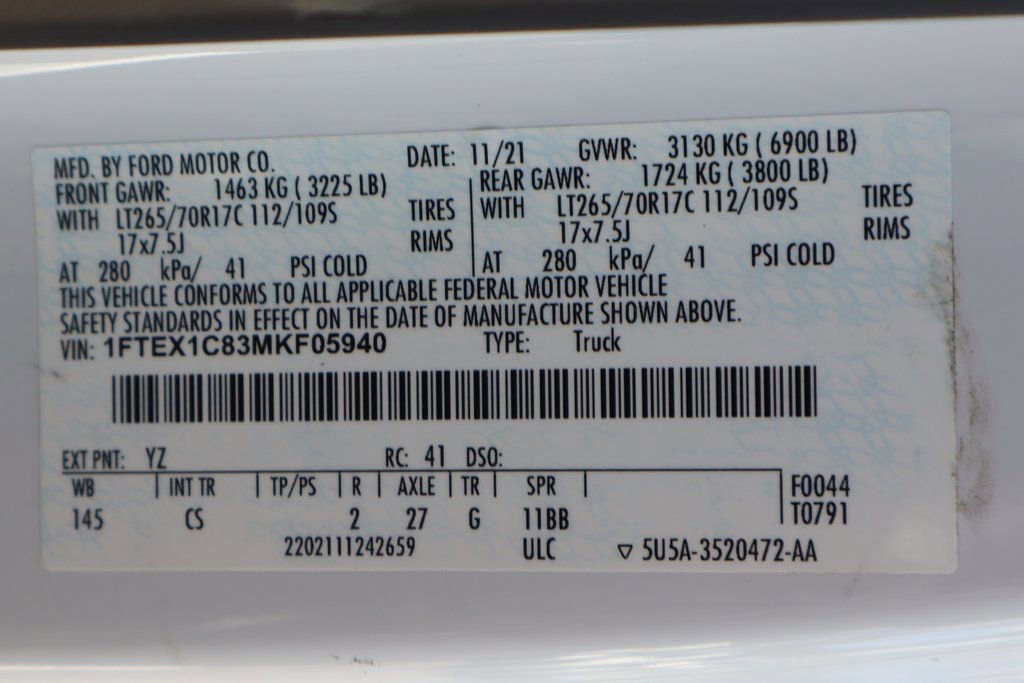 MFD. BY FORD MOTOR CO. DATE: 11/21 GVWR: 3130 KG ( 6900 LB)
FRONT GAWR: 1463 KG ( 3225 LB) REAR GAWR: 1724 KG ( 3800 LB)
WITH LT265/70R17C 112/109S TIRES WITH LT265/70R17C 112/109S TIRES
17x7.5J RIMS 17x7.5J RIMS
AT 280 kPa/ 41 PSI COLD AT 280 kPa/ 41 PSI COLD
THIS VEHICLE CONFORMS TO ALL APPLICABLE FEDERAL MOTOR VEHICLE
SAFETY STANDARDS IN EFFECT ON THE DATE OF MANUFACTURE SHOWN ABOVE.
VIN: 1FTEX1C83MKF05940 TYPE: Truck
EXT PNT: YZ RC: 41 DSO:
WB INT TR TP/PS R AXLE TR SPR F0044
145 CS 2 27 G 11BB T0791
2202111242659 ULC ▽ 5U5A-3520472-AA